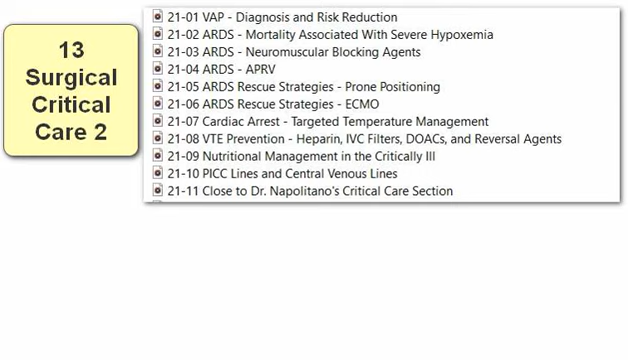 13
Surgical
Critical
Care 2
21-01 VAP - Diagnosis and Risk Reduction
21-02 ARDS - Mortality Associated With Severe Hypoxemia
21-03 ARDS - Neuromuscular Blocking Agents
21-04 ARDS - APRV
21-05 ARDS Rescue Strategies - Prone Positioning
21-06 ARDS Rescue Strategies - ECMO
21-07 Cardiac Arrest - Targeted Temperature Management
21-08 VTE Prevention - Heparin, IVC Filters, DOACs, and Reversal Agents
21-09 Nutritional Management in the Critically Ill
21-10 PICC Lines and Central Venous Lines
21-11 Close to Dr. Napolitano's Critical Care Section